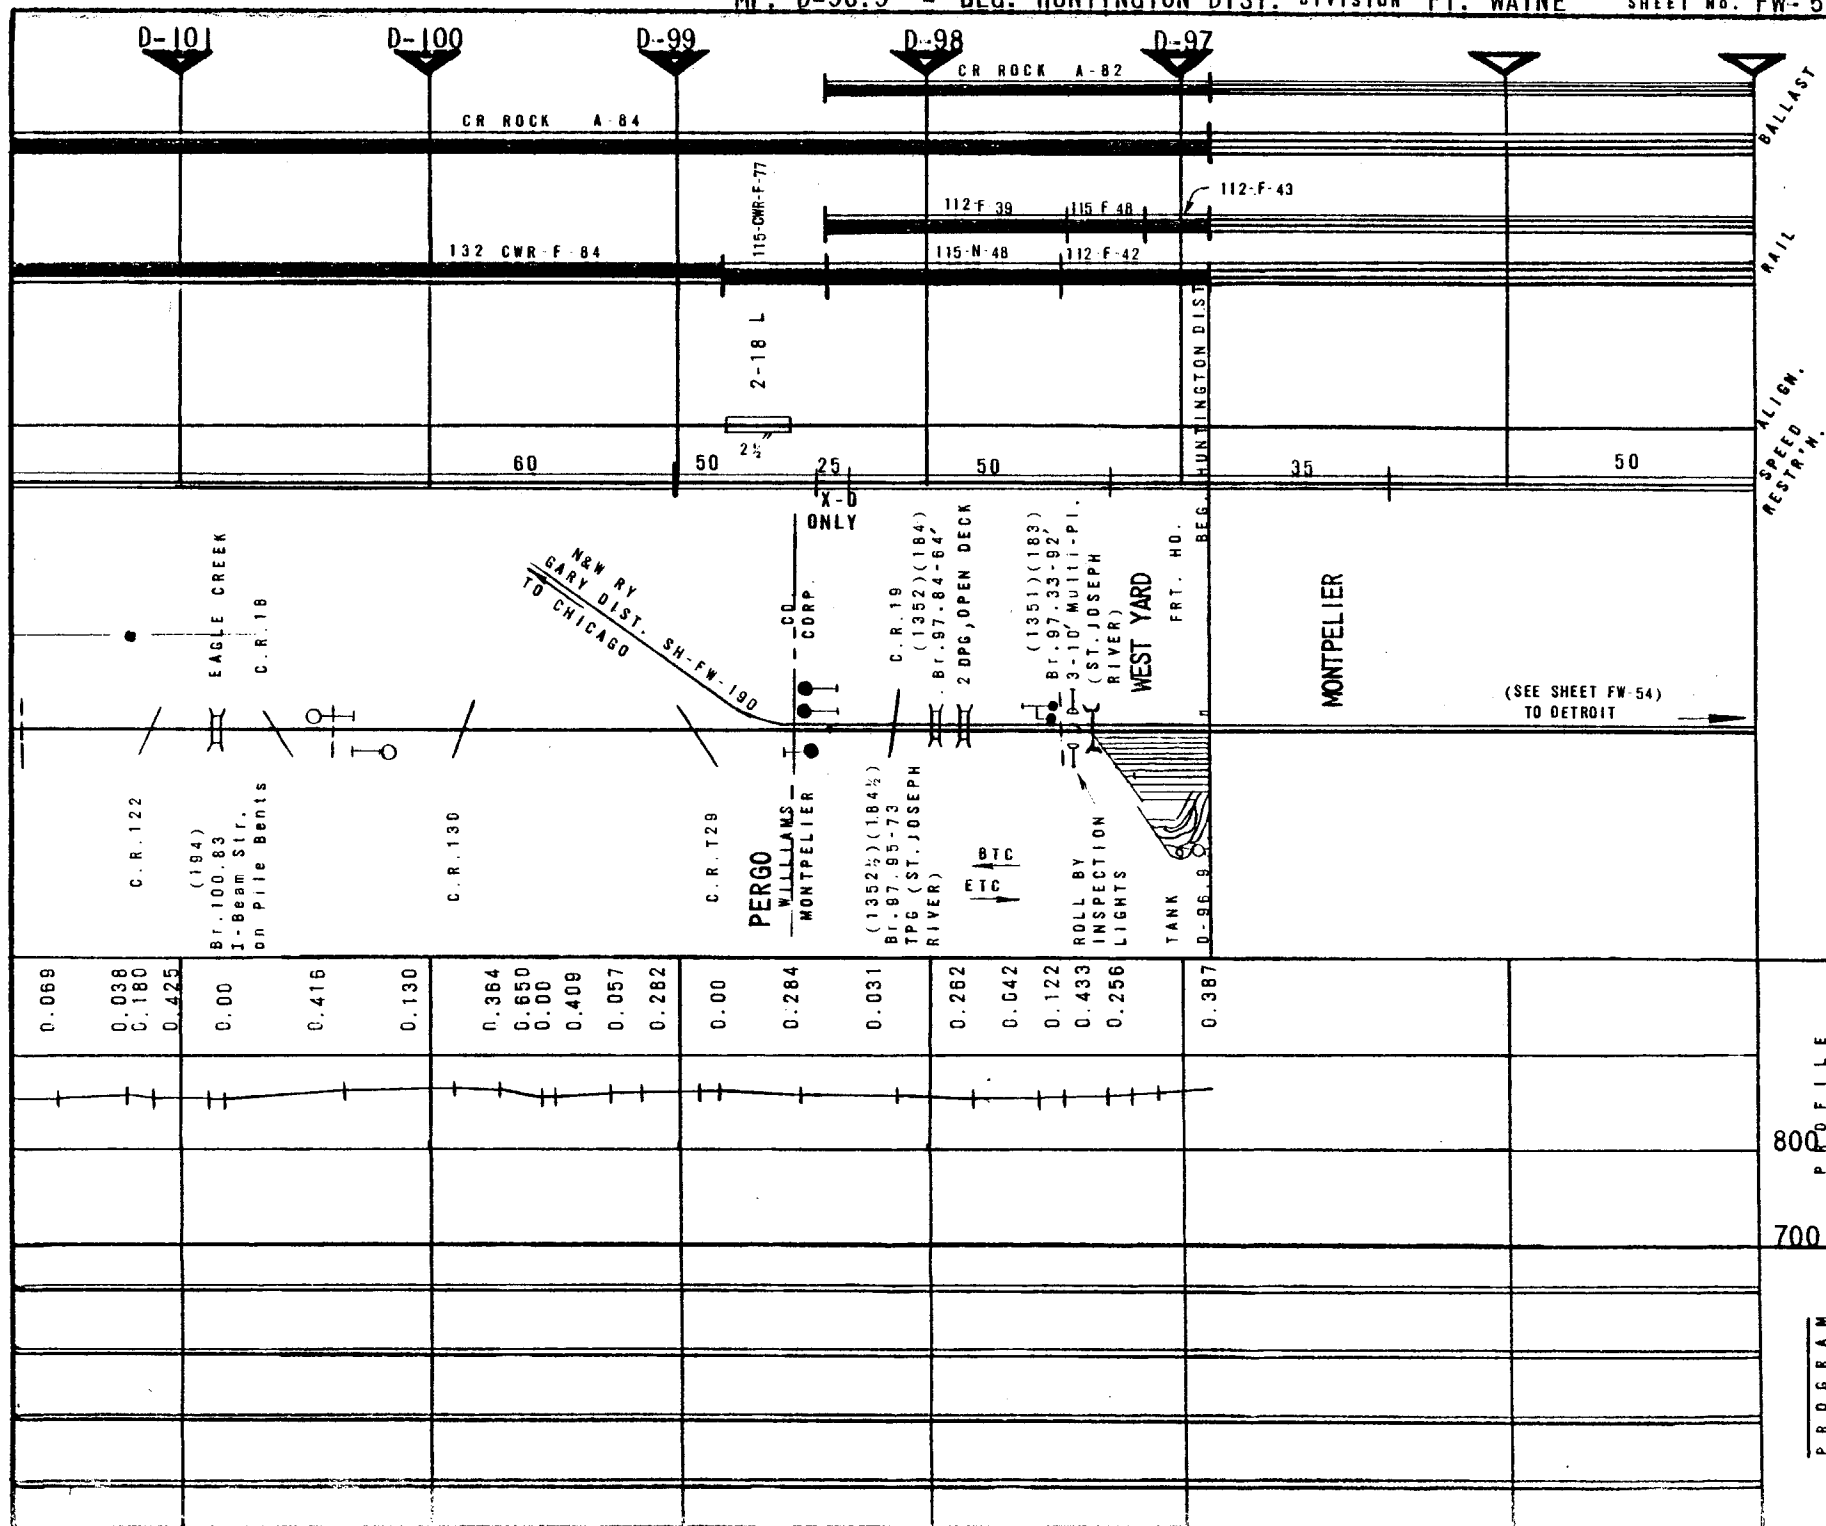 MP. D-96.9 - BEG. HUNTINGTON DIST. DIVISION FT. WAYNE SHEET NO. FW-5
D-101
D-100
D-99
D-98
D-97
CR ROCK A-82
CR ROCK A-84
BALLAST
115-CWR-F-77
112-F-39
115 F 48
112-F-43
132 CWR-F-84
115-N-48
112-F-42
RAIL
2-18 L
2½"
BEG. HUNTINGTON DIST.
ALIGN.
60
50
25
50
35
50
SPEED
RESTR'N.
X-O
ONLY
EAGLE CREEK
C.R.18
N&W RY
GARY DIST. SH-FW-190
TO CHICAGO
CO
CORP.
C.R.19
(1352)(184)
Br.97.84-64'
2 DPG, OPEN DECK
(1351)(183)
Br.97.33-92'
3-10' Multi-Pl.
(ST.JOSEPH
RIVER)
WEST YARD
FRT. HO.
MONTPELIER
(SEE SHEET FW-54)
TO DETROIT
C.R.122
(194)
Br.100.83
I-Beam Str.
on Pile Bents
C.R.130
C.R.T29
PERGO
WILLIAMS
MONTPELIER
(1352½)(184½)
Br.97.95-73
TPG (ST.JOSEPH
RIVER)
BTC
ETC
ROLL BY
INSPECTION
LIGHTS
TANK
D-96.9
0.069
0.038
0.180
0.425
0.00
0.416
0.130
0.364
0.650
0.00
0.409
0.057
0.282
0.00
0.284
0.031
0.262
0.042
0.122
0.433
0.256
0.387
PROFILE
800
700
PROGRAM